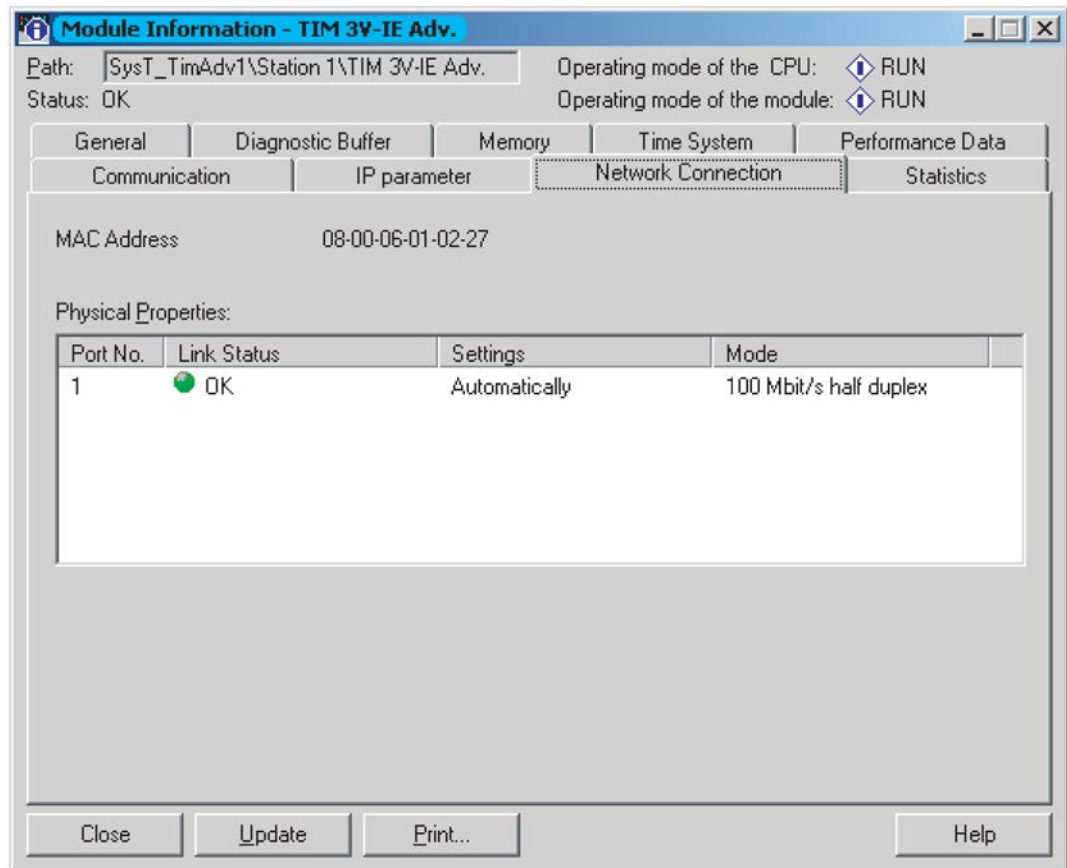 Module Information - TIM 3V-IE Adv.
Path: SysT_TimAdv1\Station 1\TIM 3V-IE Adv. Operating mode of the CPU: RUN
Status: OK Operating mode of the module: RUN
General Diagnostic Buffer Memory Time System Performance Data
Communication IP parameter Network Connection Statistics
MAC Address 08-00-06-01-02-27
Physical Properties:
Port No. Link Status Settings Mode
1 OK Automatically 100 Mbit/s half duplex
Close Update Print... Help